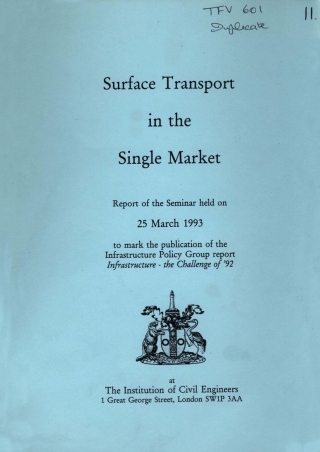 TFV 601
Duplicate
11.
Surface Transport
in the
Single Market
Report of the Seminar held on
25 March 1993
to mark the publication of the
Infrastructure Policy Group report
Infrastructure - the Challenge of '92
at
The Institution of Civil Engineers
1 Great George Street, London SW1P 3AA